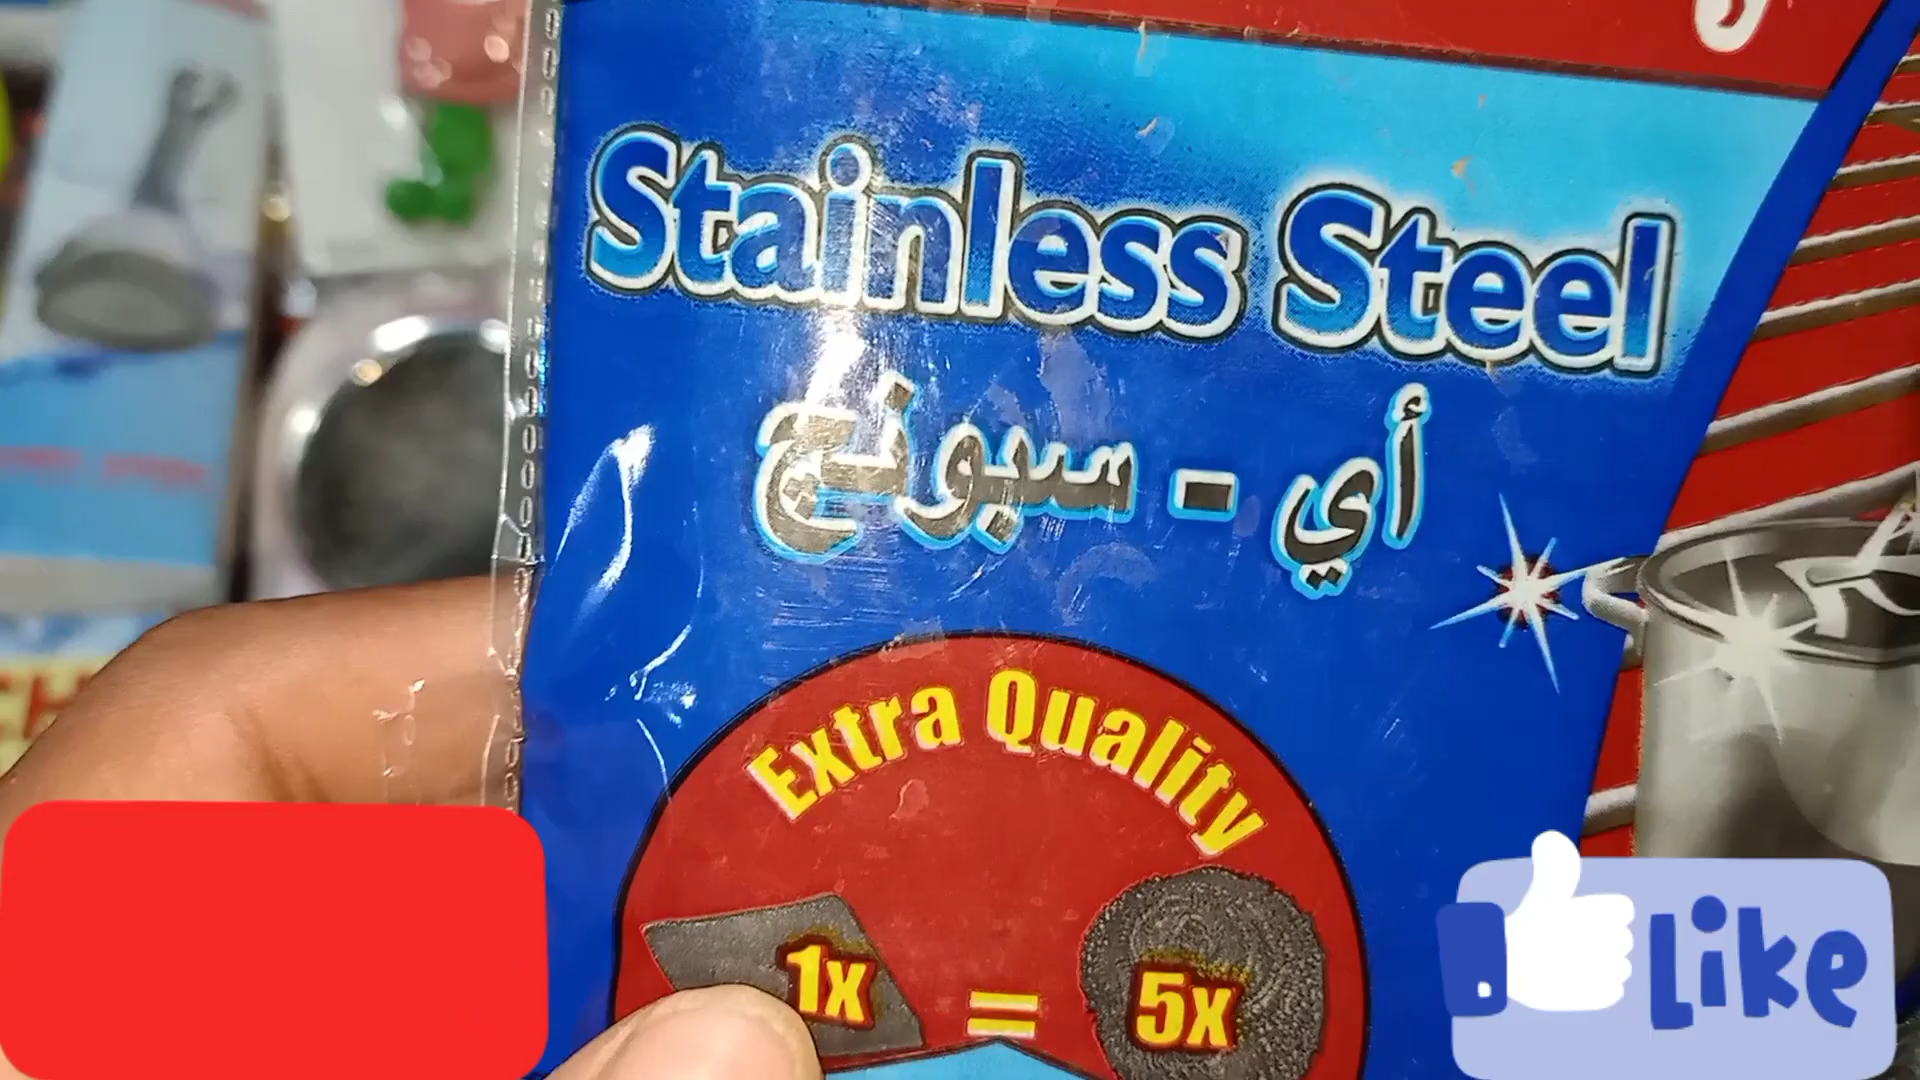 Stainless Steel
أي - سبونج
Extra Quality
1x = 5x
Like